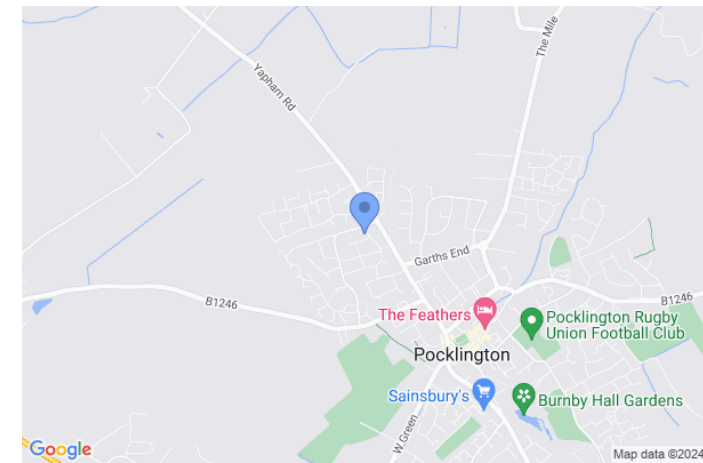 The Mile
Yapham Rd
Garths End
B1246
B1246
The Feathers
Pocklington Rugby
Union Football Club
Pocklington
Sainsbury's
Burnby Hall Gardens
W Green
Google
Map data ©2024